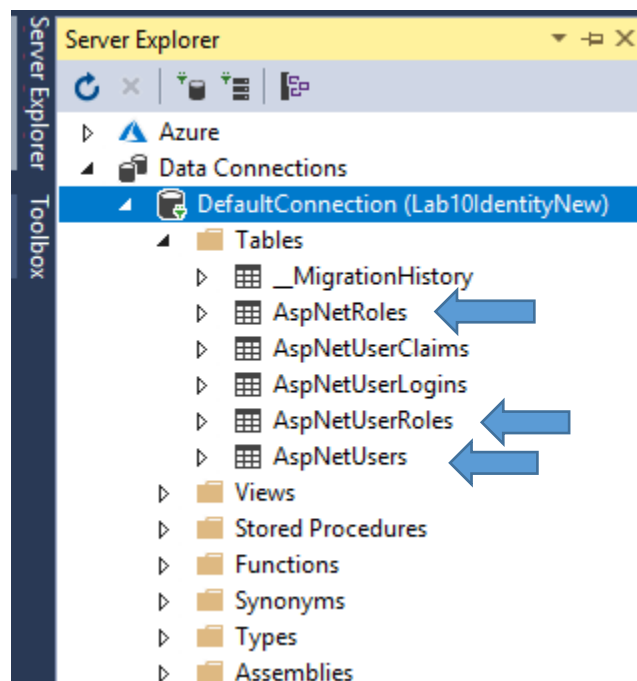 Server Explorer
Toolbox
Server Explorer
Azure
Data Connections
DefaultConnection (Lab10IdentityNew)
Tables
__MigrationHistory
AspNetRoles
AspNetUserClaims
AspNetUserLogins
AspNetUserRoles
AspNetUsers
Views
Stored Procedures
Functions
Synonyms
Types
Assemblies